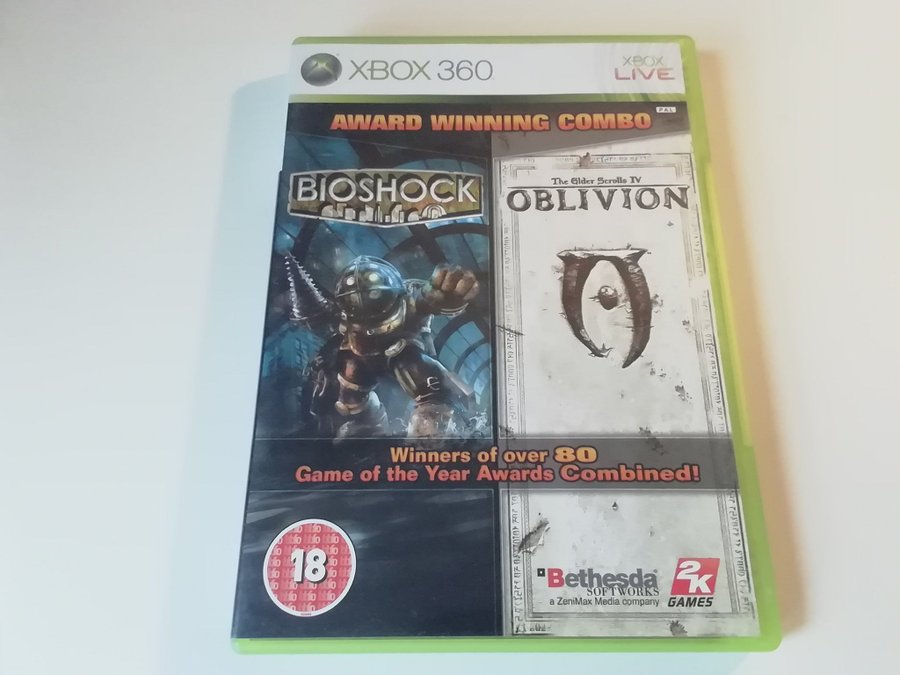 XBOX 360
XBOX
LIVE
PAL
AWARD WINNING COMBO
BIOSHOCK
The Elder Scrolls IV
OBLIVION
Winners of over 80
Game of the Year Awards Combined!
18
Bethesda
SOFTWORKS
a ZeniMax Media company
2K
GAMES